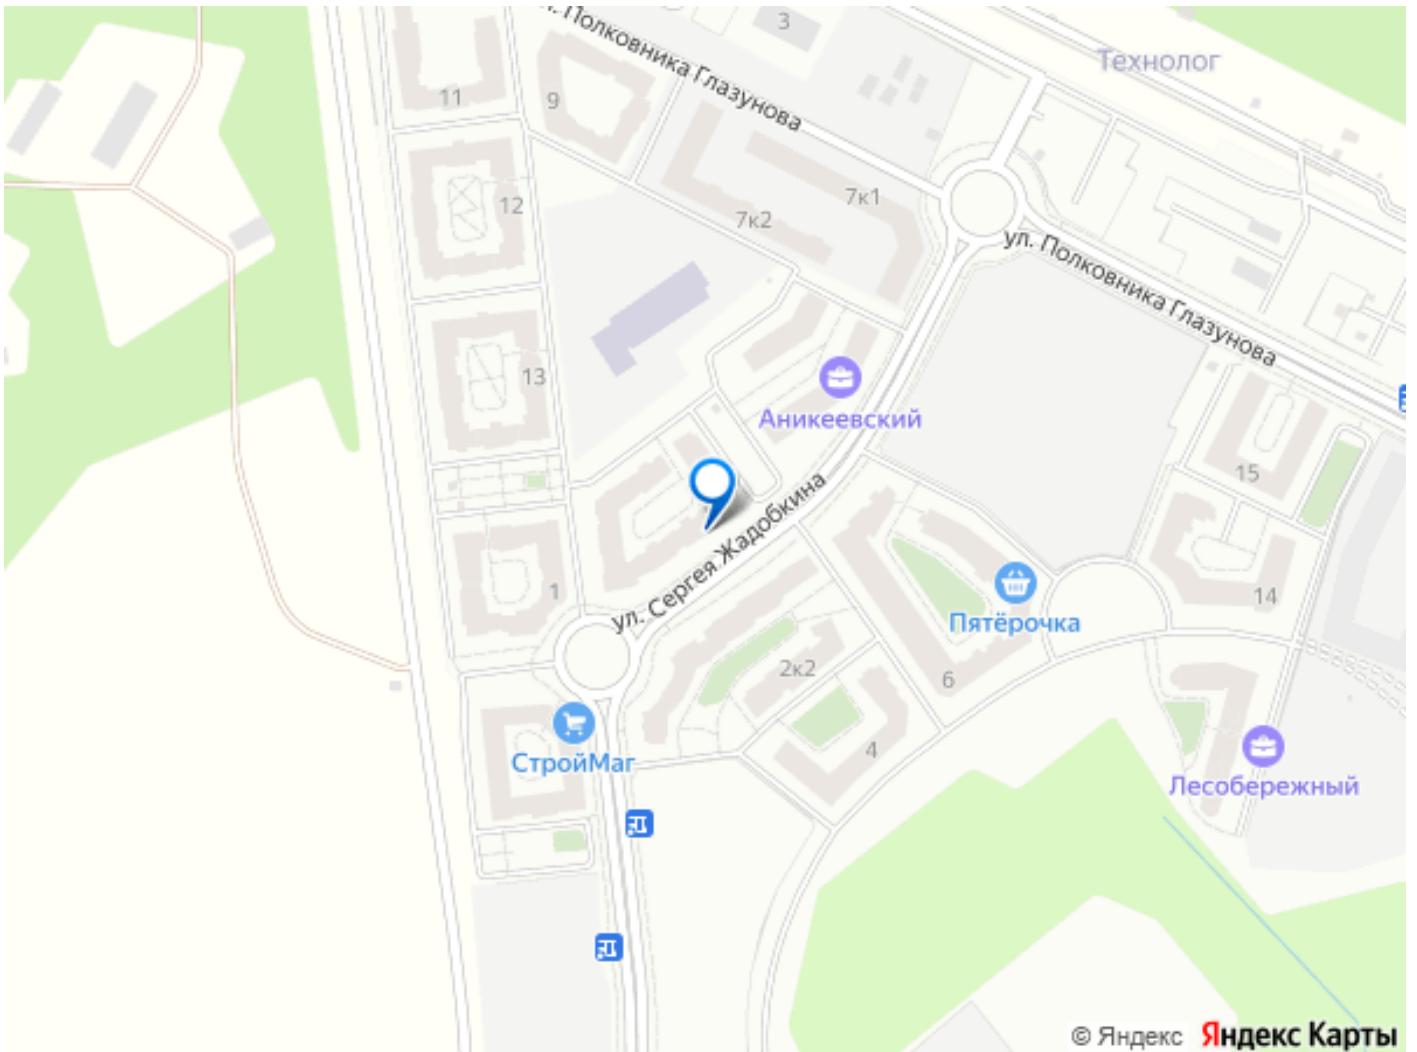 3
ул. Полковника Глазунова
Технолог
11
9
12
7к1
7к2
ул. Полковника Глазунова
13
Аникеевский
15
ул. Сергея Жадобкина
1
Пятёрочка
14
2к2
6
4
СтройМаг
Лесобережный
© Яндекс Яндекс Карты